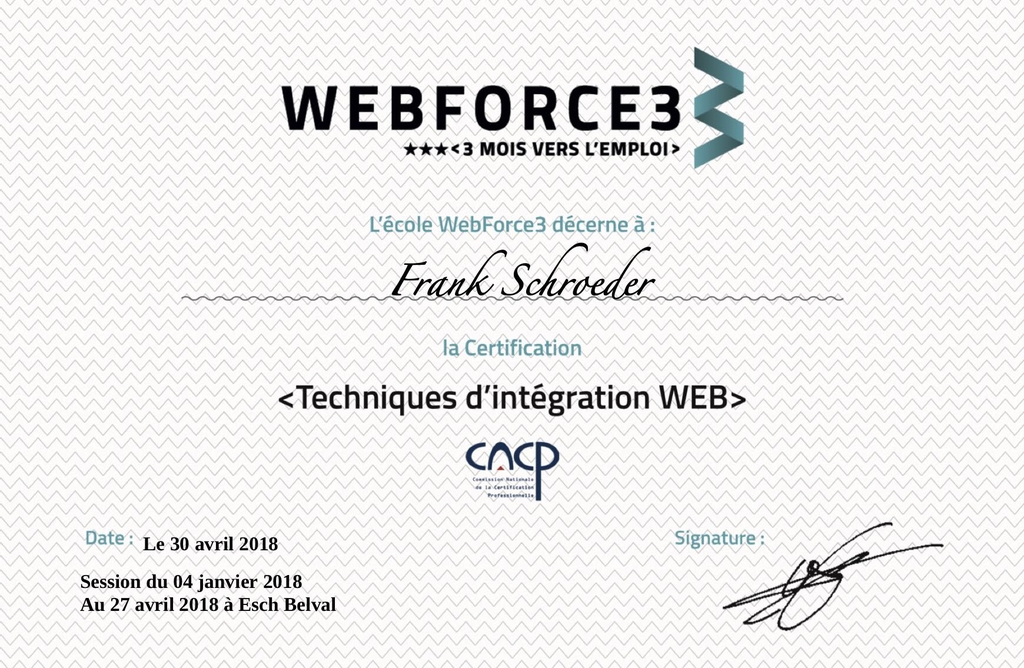 WEBFORCE3
★★★<3 MOIS VERS L'EMPLOI>
L'école WebForce3 décerne à :
Frank Schroeder
la Certification
<Techniques d'intégration WEB>
CNCP
Commission Nationale
de la Certification
Professionnelle
Date : Le 30 avril 2018
Signature :
Session du 04 janvier 2018
Au 27 avril 2018 à Esch Belval